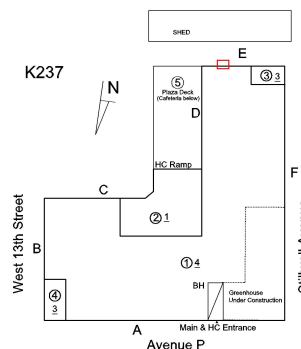 SHED
K237
N
E
⑤
Plaza Deck
(Cafeteria below)
③ 3
D
HC Ramp
F
C
② 1
West 13th Street
B
① 4
BH
Greenhouse
Under Construction
④
3
A
Main & HC Entrance
Avenue P